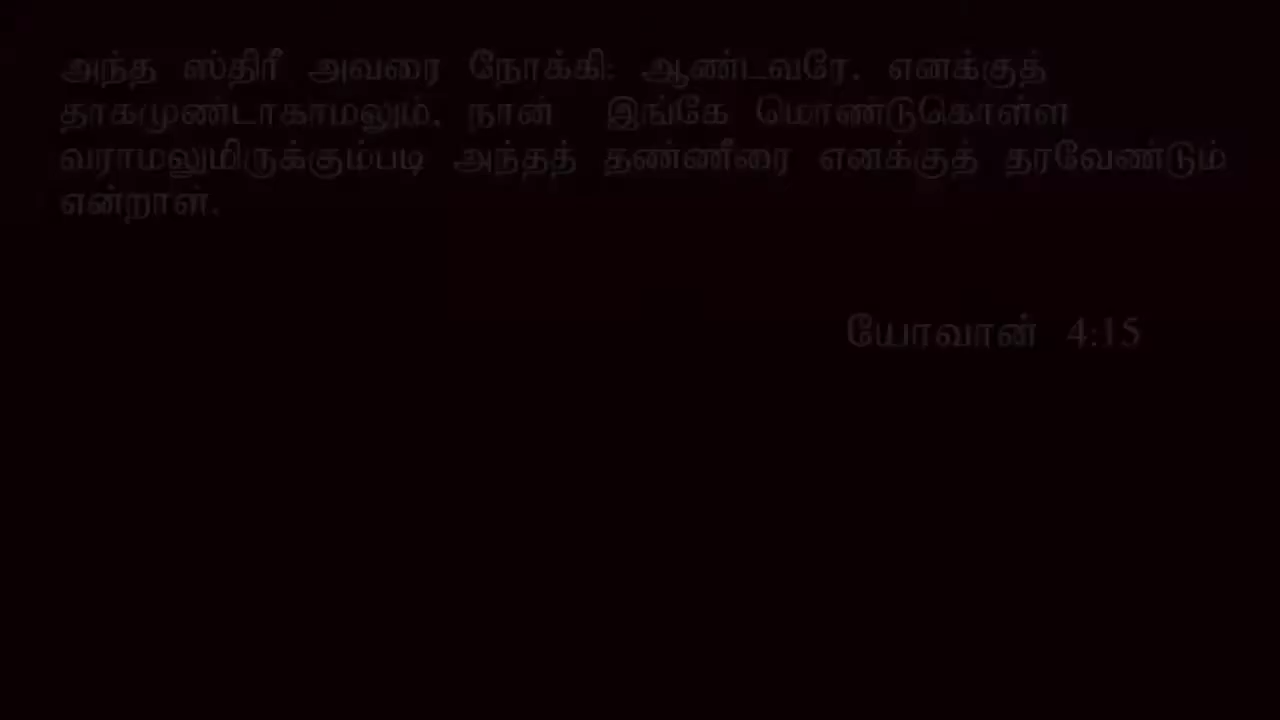 அந்த ஸ்திரீ அவரை நோக்கி: ஆண்டவரே, எனக்குத்
தாகமுண்டாகாமலும், நான் இங்கே மொண்டுகொள்ள
வராமலுமிருக்கும்படி அந்தத் தண்ணீரை எனக்குத் தரவேண்டும்
என்றாள்.
யோவான் 4:15